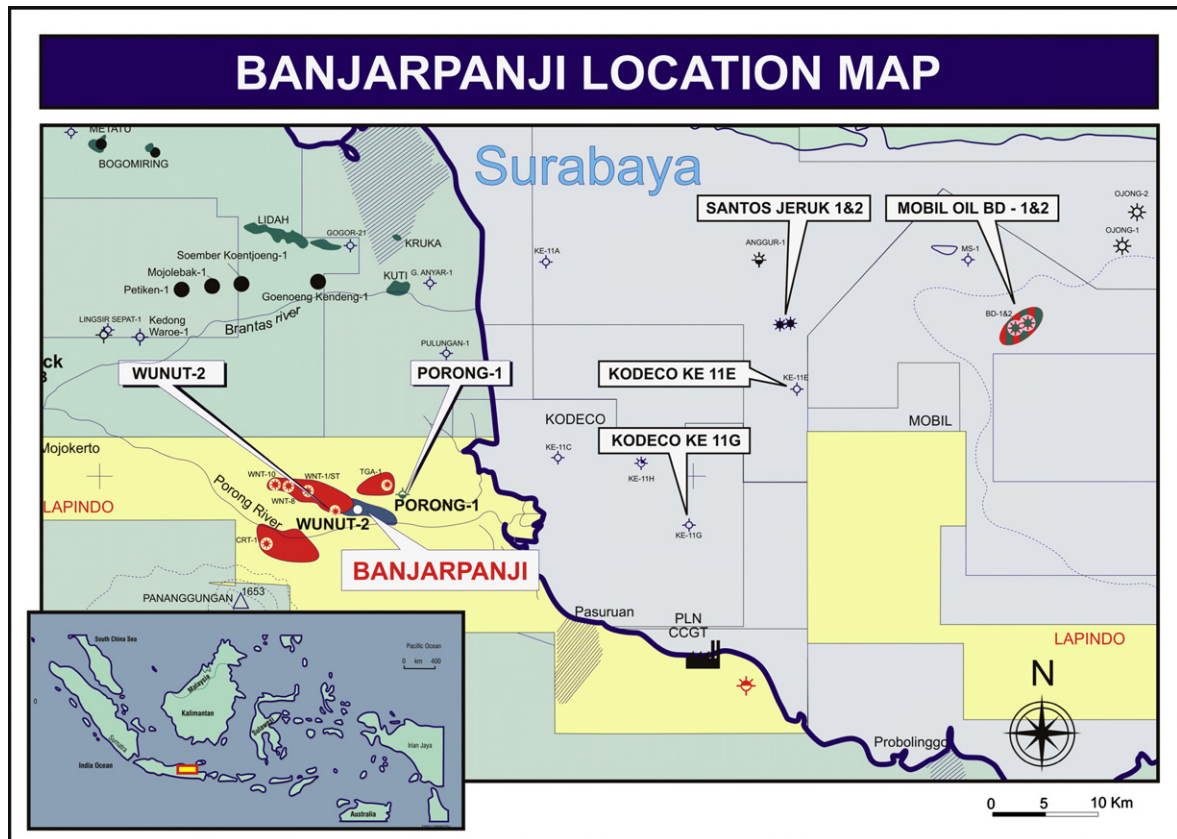 BANJARPANJI LOCATION MAP
METATU
BOGOMIRING
Surabaya
LIDAH
GOGOR-21
KRUKA
Soember Koentjoeng-1
Mojolebak-1
Petiken-1
Goenoeng Kendeng-1
KUTI
G. ANYAR-1
Brantas river
LINGSIR SEPAT-1
Kedong
Waroe-1
PULUNGAN-1
ck
WUNUT-2
PORONG-1
KE-11A
ANGGUR-1
SANTOS JERUK 1&2
MOBIL OIL BD - 1&2
OJONG-2
OJONG-1
MS-1
BD-1&2
KODECO KE 11E
KE-11E
KODECO
KODECO KE 11G
KE-11C
KE-11H
KE-11G
MOBIL
Mojokerto
WNT-10
WNT-1/ST
WNT-8
TGA-1
PORONG-1
WUNUT-2
Porong River
LAPINDO
CRT-1
BANJARPANJI
PANANGGUNGAN
1653
Pasuruan
PLN
CCGT
LAPINDO
Probolinggo
N
0 5 10 Km
South China Sea
Pacific Ocean
0 km 400
Malaysia
Kalimantan
Sulawesi
Sumatra
Irian Jaya
India Ocean
Australia
0